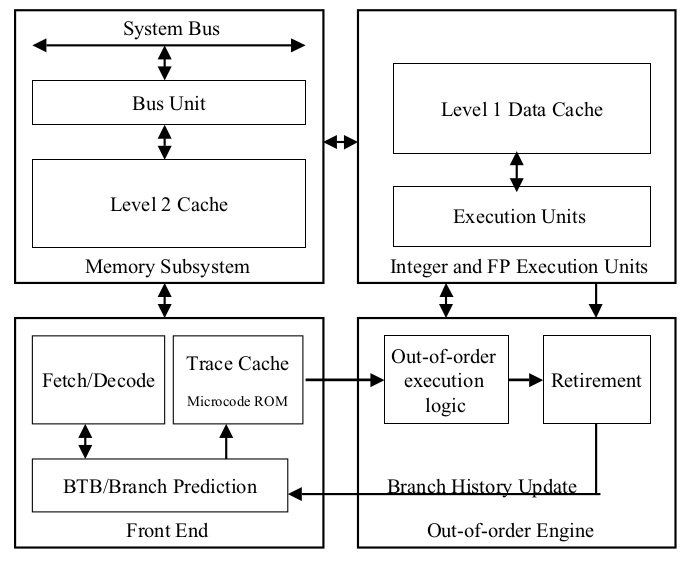 System Bus
Bus Unit
Level 2 Cache
Memory Subsystem
Level 1 Data Cache
Execution Units
Integer and FP Execution Units
Fetch/Decode
Trace Cache
Microcode ROM
BTB/Branch Prediction
Front End
Out-of-order
execution
logic
Retirement
Branch History Update
Out-of-order Engine